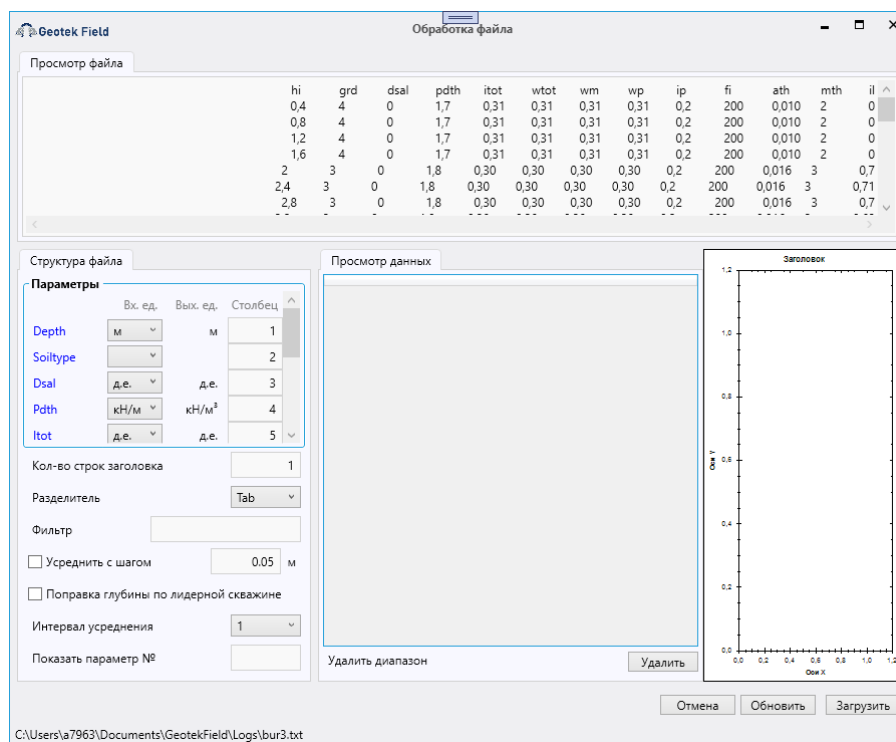 Geotek Field
Обработка файла
Просмотр файла
hi grd dsal pdth itot wtot wm wp ip fi ath mth il
0,4 4 0 1,7 0,31 0,31 0,31 0,31 0,2 200 0,010 2 0
0,8 4 0 1,7 0,31 0,31 0,31 0,31 0,2 200 0,010 2 0
1,2 4 0 1,7 0,31 0,31 0,31 0,31 0,2 200 0,010 2 0
1,6 4 0 1,7 0,31 0,31 0,31 0,31 0,2 200 0,010 2 0
2 3 0 1,8 0,30 0,30 0,30 0,30 0,2 200 0,016 3 0,7
2,4 3 0 1,8 0,30 0,30 0,30 0,30 0,2 200 0,016 3 0,71
2,8 3 0 1,8 0,30 0,30 0,30 0,30 0,2 200 0,016 3 0,7
Структура файла
Параметры
Вх. ед. Вых. ед. Столбец
Depth м м 1
Soiltype 2
Dsal д.е. д.е. 3
Pdth кН/м кН/м³ 4
Itot д.е. д.е. 5
Кол-во строк заголовка 1
Разделитель Tab
Фильтр
Усреднить с шагом 0.05 м
Поправка глубины по лидерной скважине
Интервал усреднения 1
Показать параметр №
Просмотр данных
Удалить диапазон Удалить
Заголовок
1,2
1,0
0,8
0,6
0,4
0,2
0,0
Оси Y
0,0 0,2 0,4 0,6 0,8 1,0 1,2
Оси X
Отмена Обновить Загрузить
C:\Users\a7963\Documents\GeotekField\Logs\bur3.txt